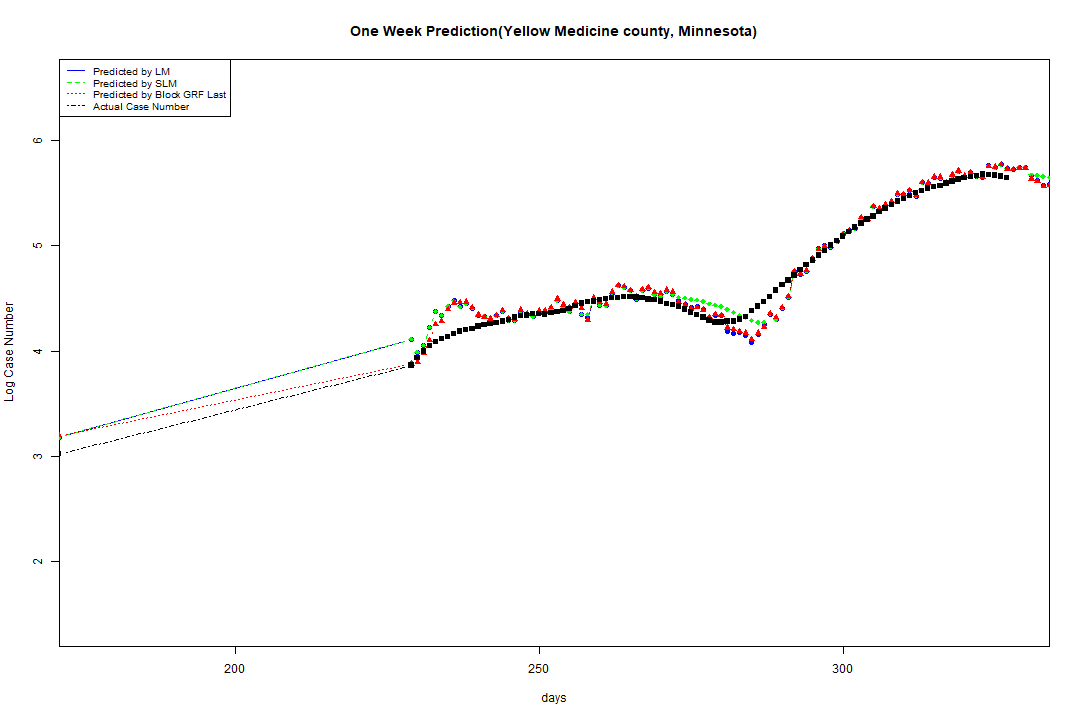 One Week Prediction(Yellow Medicine county, Minnesota)
Predicted by LM
Predicted by SLM
Predicted by Block GRF Last
Actual Case Number
6
5
4
3
2
Log Case Number
200
250
300
days